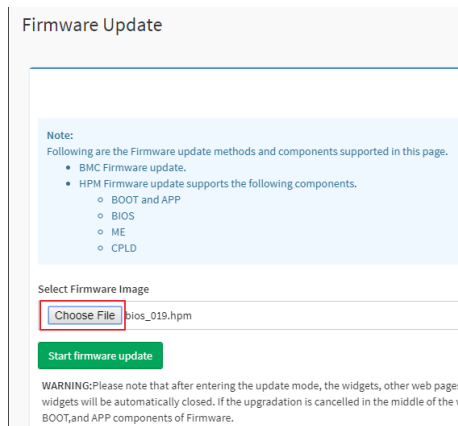 Firmware Update
Note:
Following are the Firmware update methods and components supported in this page.
BMC Firmware update.
HPM Firmware update supports the following components.
BOOT and APP
BIOS
ME
CPLD
Select Firmware Image
Choose File bios_019.hpm
Start firmware update
WARNING:Please note that after entering the update mode, the widgets, other web pages
widgets will be automatically closed. If the upgradation is cancelled in the middle of the
BOOT,and APP components of Firmware.